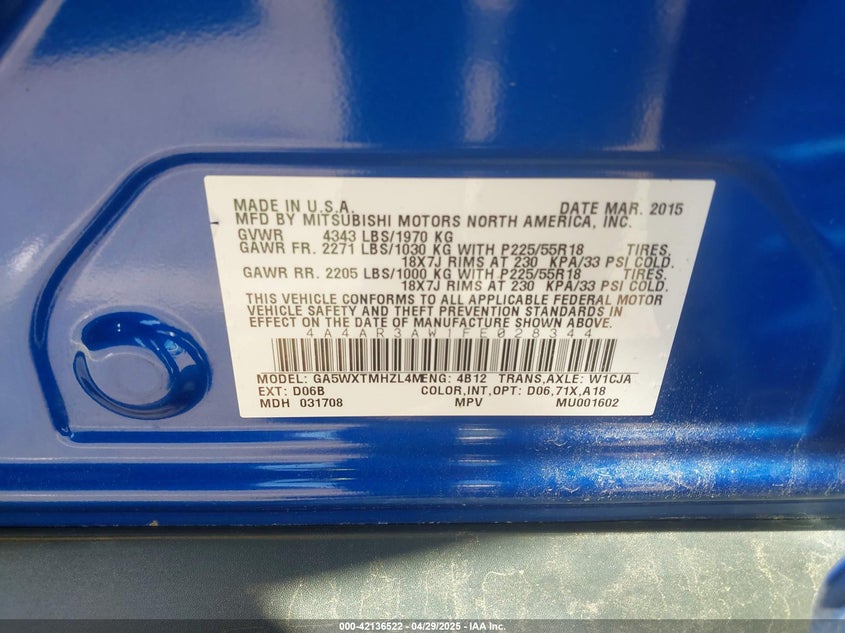 MADE IN U.S.A. DATE MAR. 2015
MFD BY MITSUBISHI MOTORS NORTH AMERICA, INC.
GVWR 4343 LBS/1970 KG
GAWR FR. 2271 LBS/1030 KG WITH P225/55R18 TIRES,
18X7J RIMS AT 230 KPA/33 PSI COLD.
GAWR RR. 2205 LBS/1000 KG WITH P225/55R18 TIRES,
18X7J RIMS AT 230 KPA/33 PSI COLD.
THIS VEHICLE CONFORMS TO ALL APPLICABLE FEDERAL MOTOR
VEHICLE SAFETY AND THEFT PREVENTION STANDARDS IN
EFFECT ON THE DATE OF MANUFACTURE SHOWN ABOVE.
4A4AR3AW1FE028344
MODEL: GA5WXTMHZL4M ENG: 4B12 TRANS,AXLE: W1CJA
EXT: D06B COLOR,INT,OPT: D06,71X,A18
MDH 031708 MPV MU001602
000-42136522 - 04/29/2025 - IAA Inc.